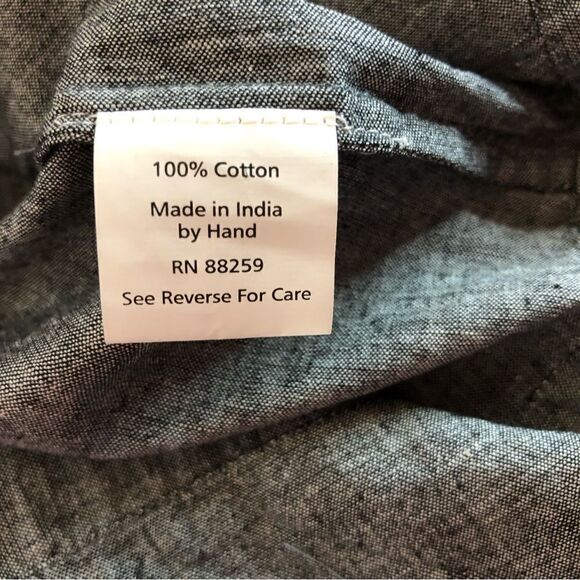 100% Cotton
Made in India
by Hand
RN 88259
See Reverse For Care